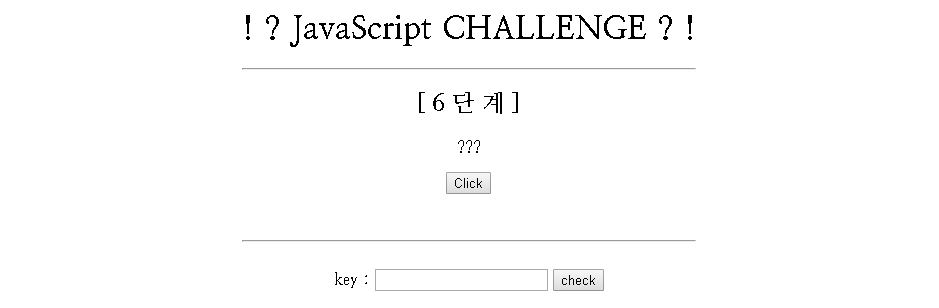 ! ? JavaScript CHALLENGE ? !
[ 6 단 계 ]
???
Click
key :
check